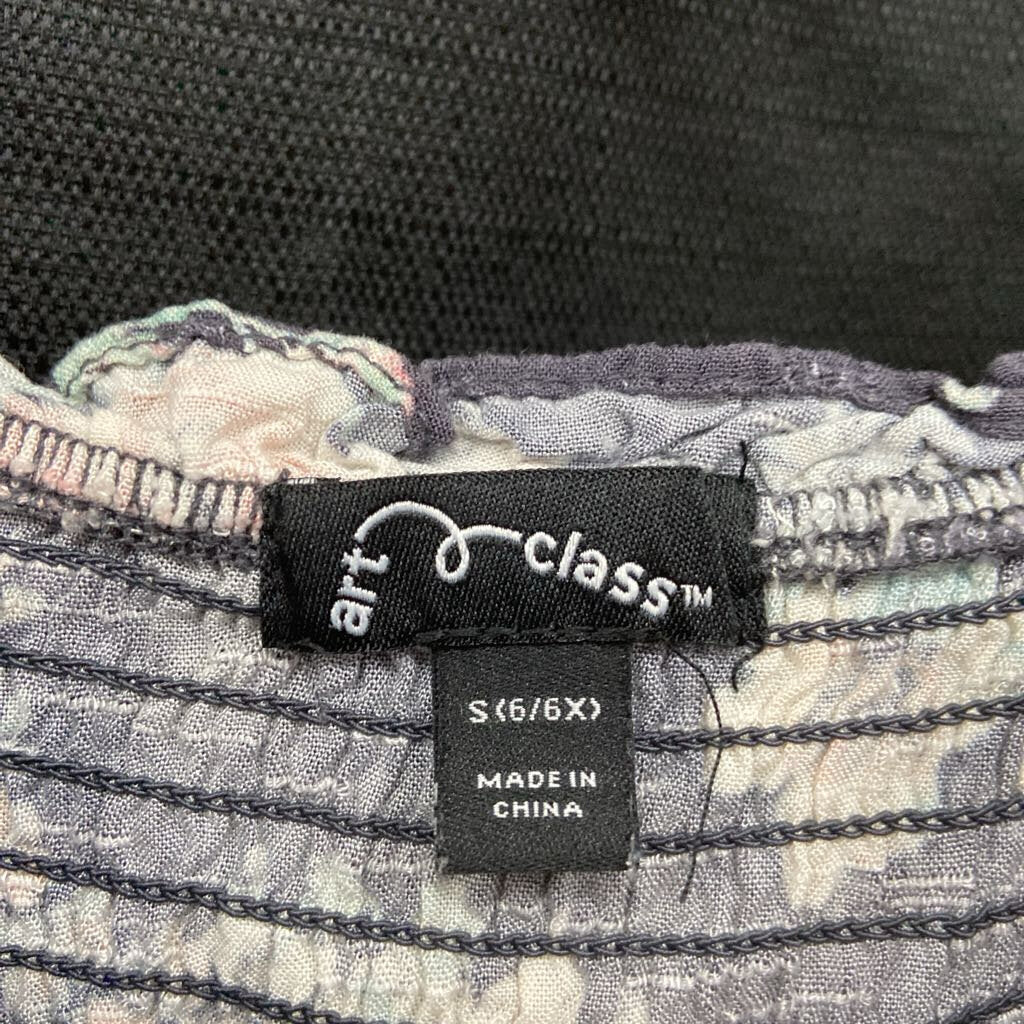 art class™
S(6/6X)
MADE IN
CHINA